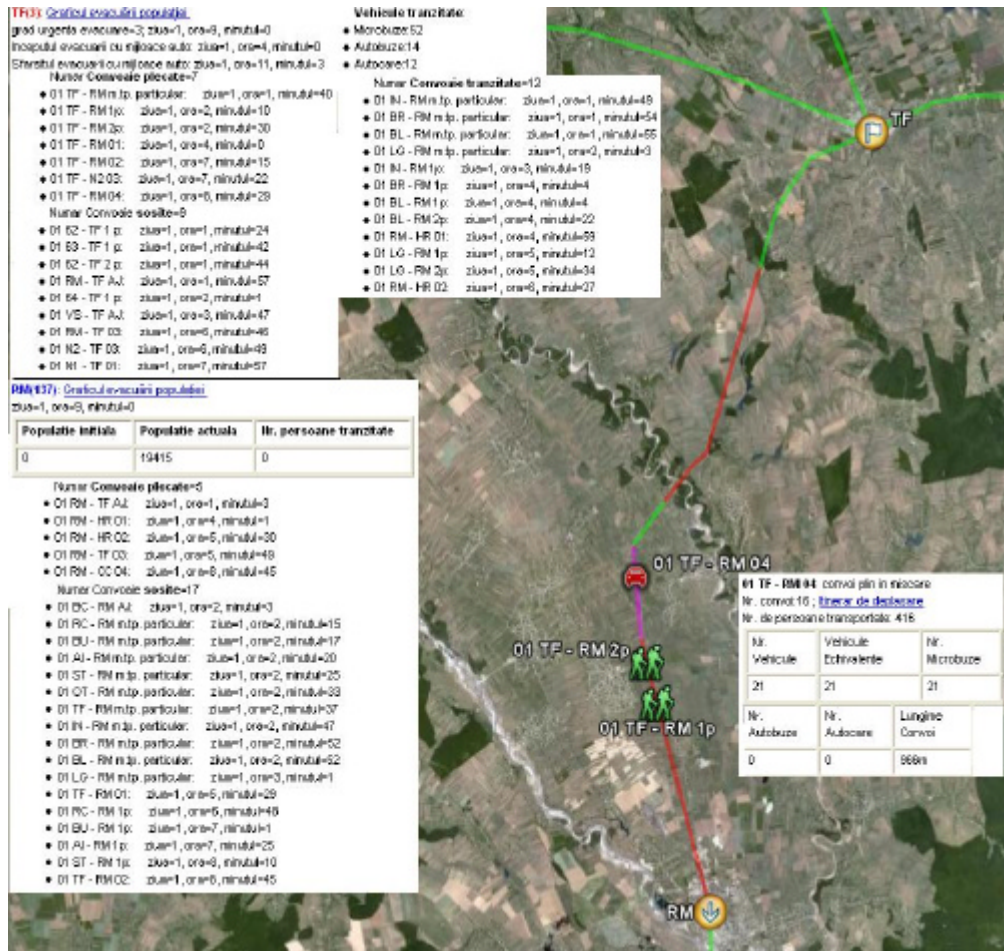 TF(3): Graficul evacuării populației
grad urgenta evacuare=3; ziua=1, ora=9, minutul=0
Inceputul evacuarii cu mijloace auto: ziua=1, ora=4, minutul=0
Sfarsitul evacuarii cu mijloace auto: ziua=1, ora=11, minutul=3
Numar Convoaie plecate=7
• 01 TF - RM m.tp. particular: ziua=1, ora=1, minutul=40
• 01 TF - RM 1p: ziua=1, ora=2, minutul=10
• 01 TF - RM 2p: ziua=1, ora=2, minutul=30
• 01 TF - RM 01: ziua=1, ora=4, minutul=0
• 01 TF - RM 02: ziua=1, ora=7, minutul=15
• 01 TF - N2 03: ziua=1, ora=7, minutul=22
• 01 TF - RM 04: ziua=1, ora=8, minutul=29
Numar Convoaie sosite=9
• 01 62 - TF 1 p: ziua=1, ora=1, minutul=24
• 01 63 - TF 1 p: ziua=1, ora=1, minutul=42
• 01 62 - TF 2 p: ziua=1, ora=1, minutul=44
• 01 RM - TF AJ: ziua=1, ora=1, minutul=57
• 01 64 - TF 1 p: ziua=1, ora=2, minutul=1
• 01 VS - TF AJ: ziua=1, ora=3, minutul=47
• 01 RM - TF 03: ziua=1, ora=6, minutul=46
• 01 N2 - TF 03: ziua=1, ora=6, minutul=49
• 01 N1 - TF 01: ziua=1, ora=7, minutul=57
Vehicule tranzitate:
• Microbuze:52
• Autobuze:14
• Autocare:12
Numar Convoaie tranzitate=12
• 01 IN - RM m.tp. particular: ziua=1, ora=1, minutul=49
• 01 BR - RM m.tp. particular: ziua=1, ora=1, minutul=54
• 01 BL - RM m.tp. particular: ziua=1, ora=1, minutul=55
• 01 LG - RM m.tp. particular: ziua=1, ora=2, minutul=3
• 01 IN - RM 1p: ziua=1, ora=3, minutul=19
• 01 BR - RM 1p: ziua=1, ora=4, minutul=4
• 01 BL - RM 1p: ziua=1, ora=4, minutul=4
• 01 BL - RM 2p: ziua=1, ora=4, minutul=22
• 01 RM - HR 01: ziua=1, ora=4, minutul=59
• 01 LG - RM 1p: ziua=1, ora=5, minutul=12
• 01 LG - RM 2p: ziua=1, ora=5, minutul=34
• 01 RM - HR 02: ziua=1, ora=6, minutul=27
TF
RM(137): Graficul evacuării populației
ziua=1, ora=9, minutul=0
Populatie initiala Populatie actuala Nr. persoane tranzitate
0 19415 0
Numar Convoaie plecate=5
• 01 RM - TF AJ: ziua=1, ora=1, minutul=3
• 01 RM - HR 01: ziua=1, ora=4, minutul=1
• 01 RM - HR 02: ziua=1, ora=5, minutul=30
• 01 RM - TF 03: ziua=1, ora=5, minutul=49
• 01 RM - CC 04: ziua=1, ora=8, minutul=45
Numar Convoaie sosite=17
• 01 BC - RM AJ: ziua=1, ora=2, minutul=3
• 01 RC - RM m.tp. particular: ziua=1, ora=2, minutul=15
• 01 BU - RM m.tp. particular: ziua=1, ora=2, minutul=17
• 01 AI - RM m.tp. particular: ziua=1, ora=2, minutul=20
• 01 ST - RM m.tp. particular: ziua=1, ora=2, minutul=25
• 01 OT - RM m.tp. particular: ziua=1, ora=2, minutul=33
• 01 TF - RM m.tp. particular: ziua=1, ora=2, minutul=37
• 01 IN - RM m.tp. particular: ziua=1, ora=2, minutul=47
• 01 BR - RM m.tp. particular: ziua=1, ora=2, minutul=52
• 01 BL - RM m.tp. particular: ziua=1, ora=2, minutul=52
• 01 LG - RM m.tp. particular: ziua=1, ora=3, minutul=1
• 01 TF - RM 01: ziua=1, ora=5, minutul=29
• 01 RC - RM 1p: ziua=1, ora=6, minutul=48
• 01 BU - RM 1p: ziua=1, ora=7, minutul=1
• 01 AI - RM 1p: ziua=1, ora=7, minutul=25
• 01 ST - RM 1p: ziua=1, ora=8, minutul=10
• 01 TF - RM 02: ziua=1, ora=8, minutul=45
01 TF - RM 04
01 TF - RM 2p
01 TF - RM 1p
RM
01 TF - RM 04 convoi plin in miscare
Nr. convoi:16 ; Itinerar de deplasare
Nr. de persoane transportate: 416
Nr. Vehicule Vehicule Echivalente Nr. Microbuze
21 21 21
Nr. Autobuze Nr. Autocare Lungime Convoi
0 0 966m